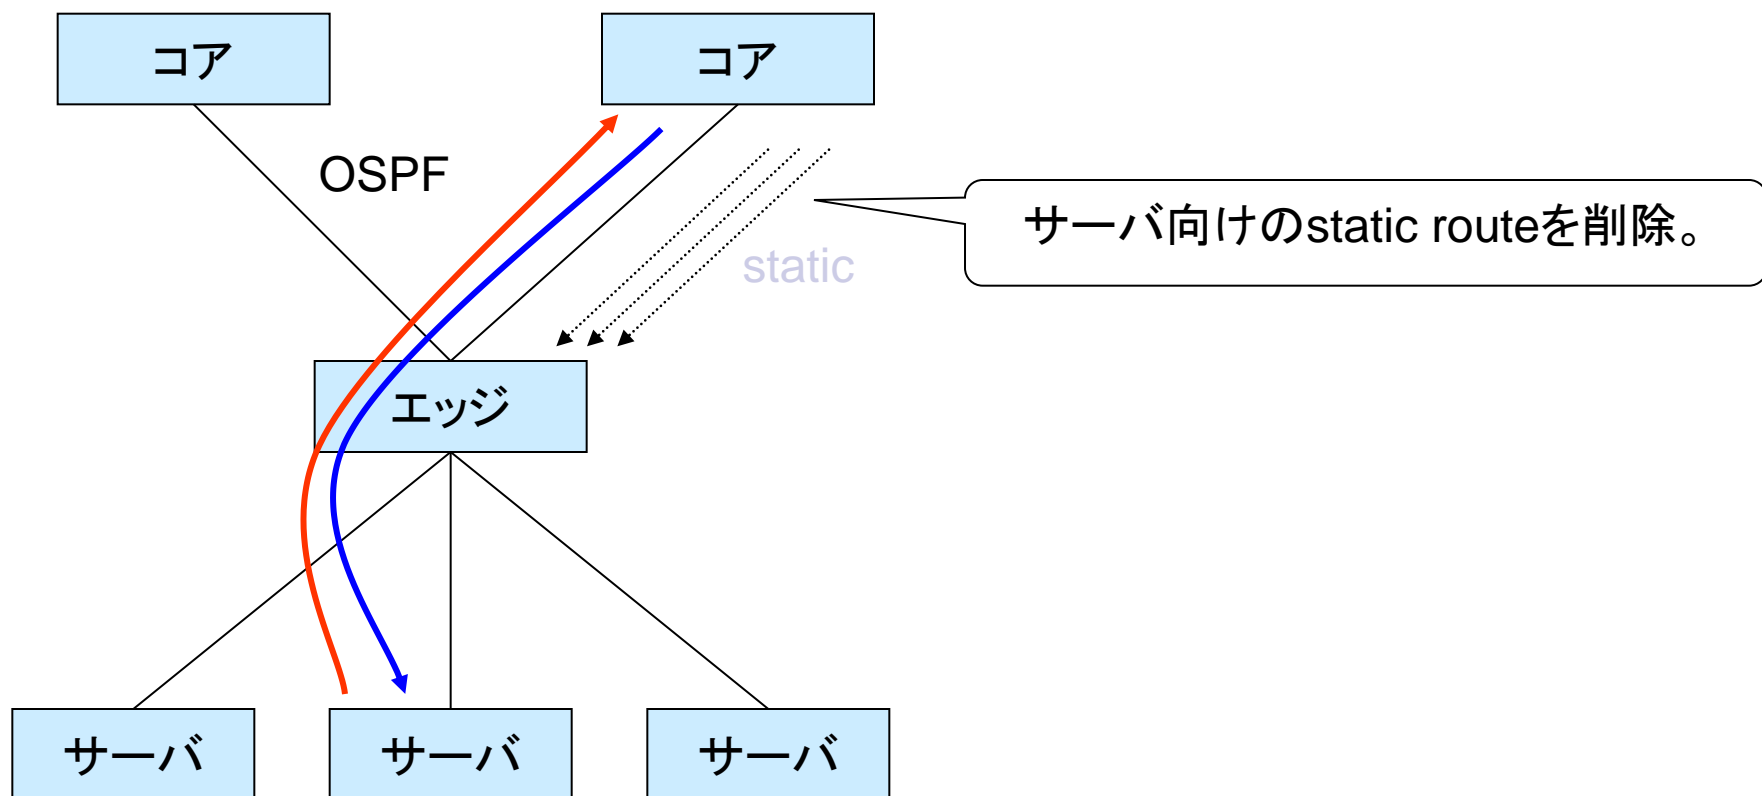 コア
コア
OSPF
サーバ向けのstatic routeを削除。
static
エッジ
サーバ
サーバ
サーバ